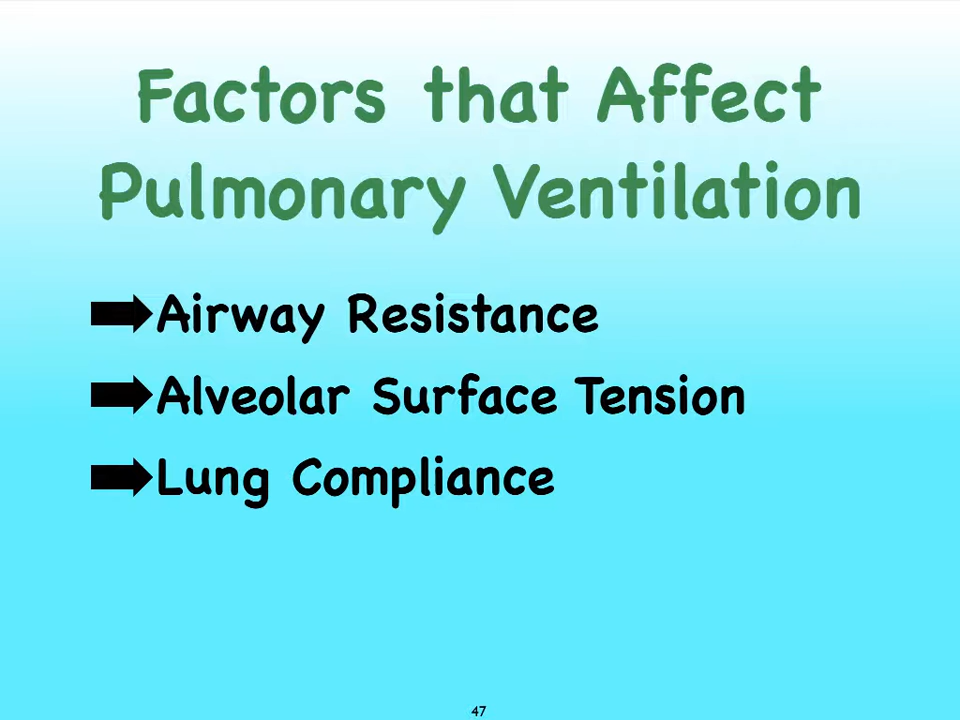 Factors that Affect
Pulmonary Ventilation
Airway Resistance
Alveolar Surface Tension
Lung Compliance
47